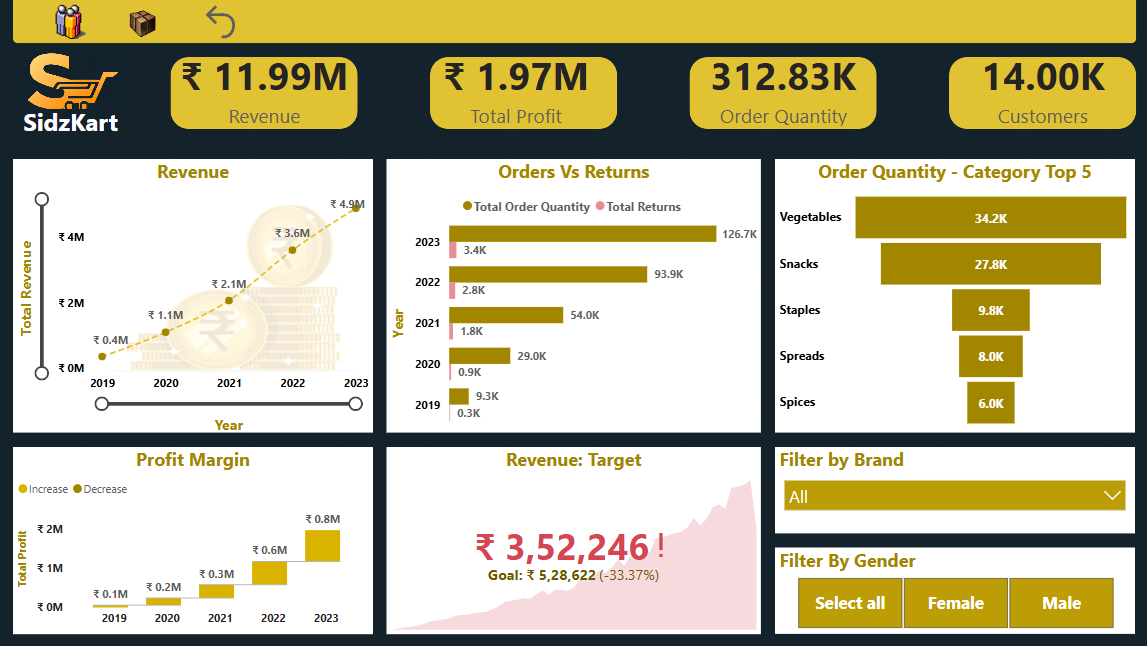 ₹ 11.99M
Revenue
₹ 1.97M
Total Profit
312.83K
Order Quantity
14.00K
Customers
SidzKart
Revenue
Total Revenue
₹ 4M
₹ 2M
₹ 0M
₹ 0.4M
₹ 1.1M
₹ 2.1M
₹ 3.6M
₹ 4.9M
2019 2020 2021 2022 2023
Year
Orders Vs Returns
Total Order Quantity Total Returns
Year
2023 126.7K
3.4K
2022 93.9K
2.8K
2021 54.0K
1.8K
2020 29.0K
0.9K
2019 9.3K
0.3K
Order Quantity - Category Top 5
Vegetables 34.2K
Snacks 27.8K
Staples 9.8K
Spreads 8.0K
Spices 6.0K
Profit Margin
Increase Decrease
Total Profit
₹ 2M
₹ 1M
₹ 0M
₹ 0.1M
₹ 0.2M
₹ 0.3M
₹ 0.6M
₹ 0.8M
2019 2020 2021 2022 2023
Revenue: Target
₹ 3,52,246 !
Goal: ₹ 5,28,622 (-33.37%)
Filter by Brand
All
Filter By Gender
Select all Female Male